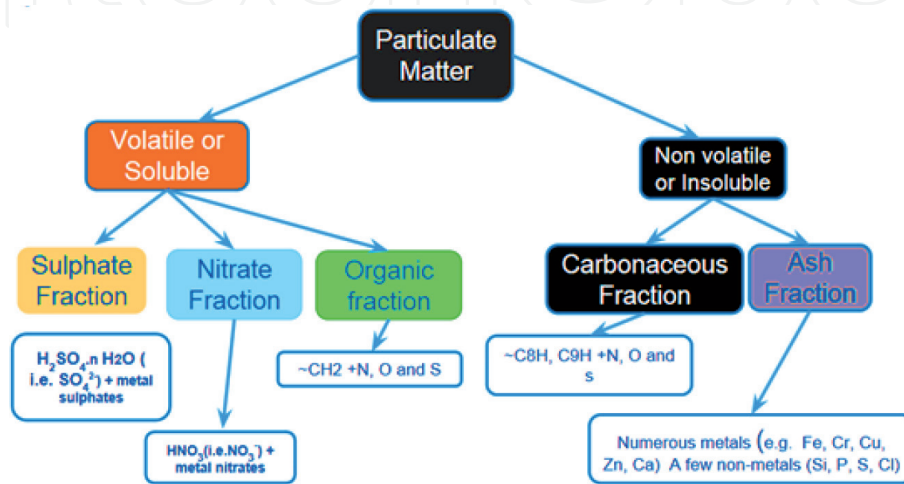 Particulate
Matter
Volatile or
Soluble
Non volatile
or Insoluble
Sulphate
Fraction
Nitrate
Fraction
Organic
fraction
Carbonaceous
Fraction
Ash
Fraction
H₂SO₄.n H2O (
i.e. SO₄²⁻) + metal
sulphates
~CH2 +N, O and S
~C8H, C9H +N, O and
s
HNO₃(i.e.NO₃⁻) +
metal nitrates
Numerous metals (e.g. Fe, Cr, Cu,
Zn, Ca) A few non-metals (Si, P, S, Cl)